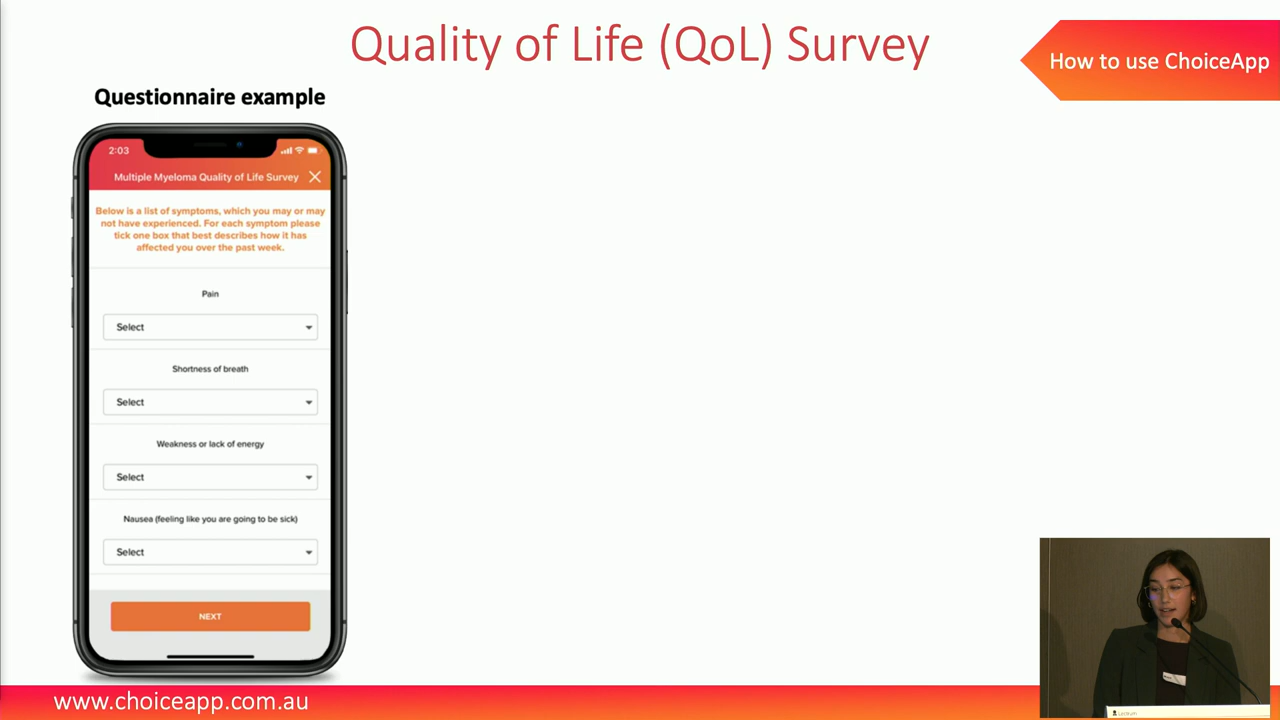 Quality of Life (QoL) Survey
How to use ChoiceApp
Questionnaire example
2:03
Multiple Myeloma Quality of Life Survey
Below is a list of symptoms, which you may or may
not have experienced. For each symptom please
tick one box that best describes how it has
affected you over the past week.
Pain
Select
Shortness of breath
Select
Weakness or lack of energy
Select
Nausea (feeling like you are going to be sick)
Select
NEXT
www.choiceapp.com.au